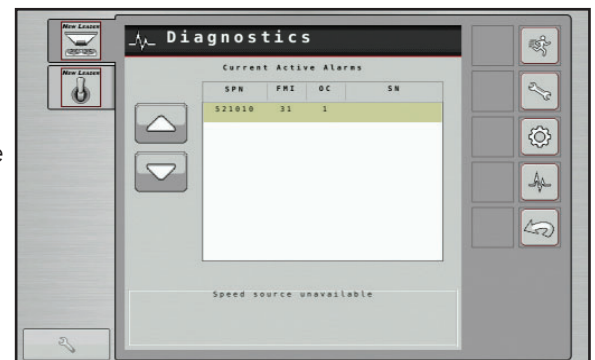 New Leader
Diagnostics
New Leader
Current Active Alarms
SPN FMI OC SN
521010 31 1
e
Speed source unavailable